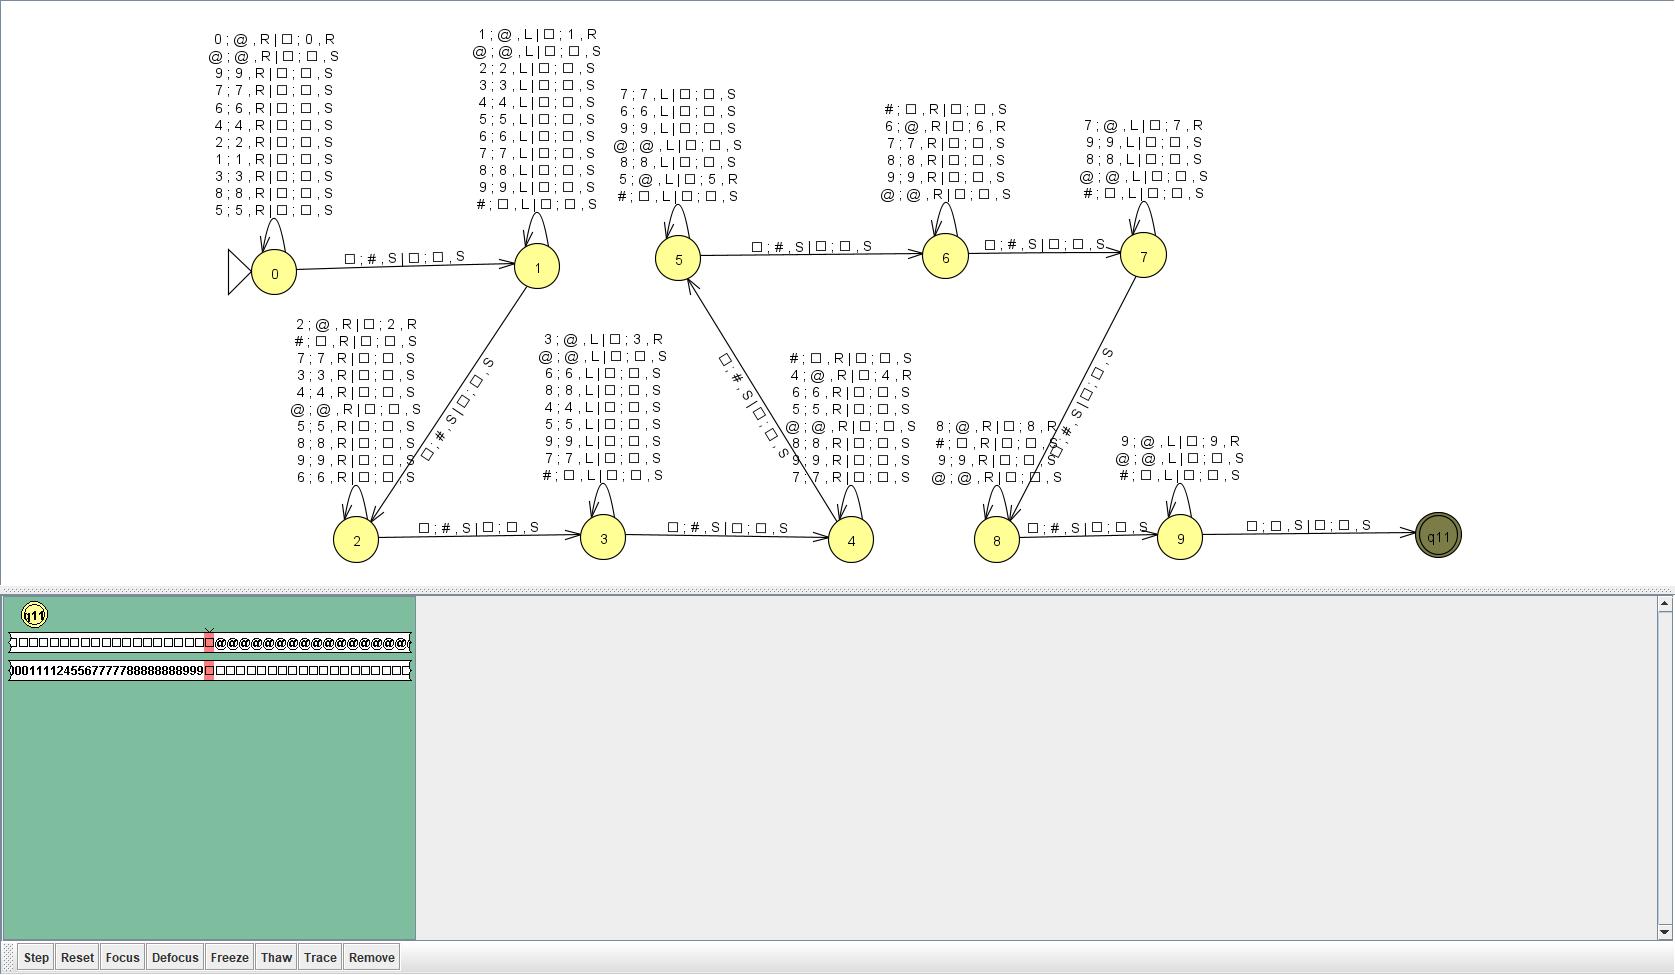 0;@,R|□;0,R
@;@,R|□;□,S
9;9,R|□;□,S
7;7,R|□;□,S
6;6,R|□;□,S
4;4,R|□;□,S
2;2,R|□;□,S
1;1,R|□;□,S
3;3,R|□;□,S
8;8,R|□;□,S
5;5,R|□;□,S
1;@,L|□;1,R
@;@,L|□;□,S
2;2,L|□;□,S
3;3,L|□;□,S
4;4,L|□;□,S
5;5,L|□;□,S
6;6,L|□;□,S
7;7,L|□;□,S
8;8,L|□;□,S
9;9,L|□;□,S
#;□,L|□;□,S
7;7,L|□;□,S
6;6,L|□;□,S
9;9,L|□;□,S
@;@,L|□;□,S
8;8,L|□;□,S
5;@,L|□;5,R
#;□,L|□;□,S
#;□,R|□;□,S
6;@,R|□;6,R
7;7,R|□;□,S
8;8,R|□;□,S
9;9,R|□;□,S
@;@,R|□;□,S
7;@,L|□;7,R
9;9,L|□;□,S
8;8,L|□;□,S
@;@,L|□;□,S
#;□,L|□;□,S
0
□;#,S|□;□,S
1
5
□;#,S|□;□,S
6
□;#,S|□;□,S
7
□;#,S|□;□,S
□;#,S|□;□,S
□;#,S|□;□,S
2;@,R|□;2,R
#;□,R|□;□,S
7;7,R|□;□,S
3;3,R|□;□,S
4;4,R|□;□,S
@;@,R|□;□,S
5;5,R|□;□,S
8;8,R|□;□,S
9;9,R|□;□,S
6;6,R|□;□,S
3;@,L|□;3,R
@;@,L|□;□,S
6;6,L|□;□,S
8;8,L|□;□,S
4;4,L|□;□,S
5;5,L|□;□,S
9;9,L|□;□,S
7;7,L|□;□,S
#;□,L|□;□,S
#;□,R|□;□,S
4;@,R|□;4,R
6;6,R|□;□,S
5;5,R|□;□,S
@;@,R|□;□,S
8;8,R|□;□,S
9;9,R|□;□,S
7;7,R|□;□,S
8;@,R|□;8,R
#;□,R|□;□,S
9;9,R|□;□,S
@;@,R|□;□,S
9;@,L|□;9,R
@;@,L|□;□,S
#;□,L|□;□,S
2
□;#,S|□;□,S
3
□;#,S|□;□,S
4
8
□;#,S|□;□,S
9
□;□,S|□;□,S
q11
q11
□□□□□□□□□□□□□□□□□□□□@@@@@@@@@@@@@@@@
00111124556777778888888999□□□□□□□□□□□□□□□□□□□□
Step Reset Focus Defocus Freeze Thaw Trace Remove